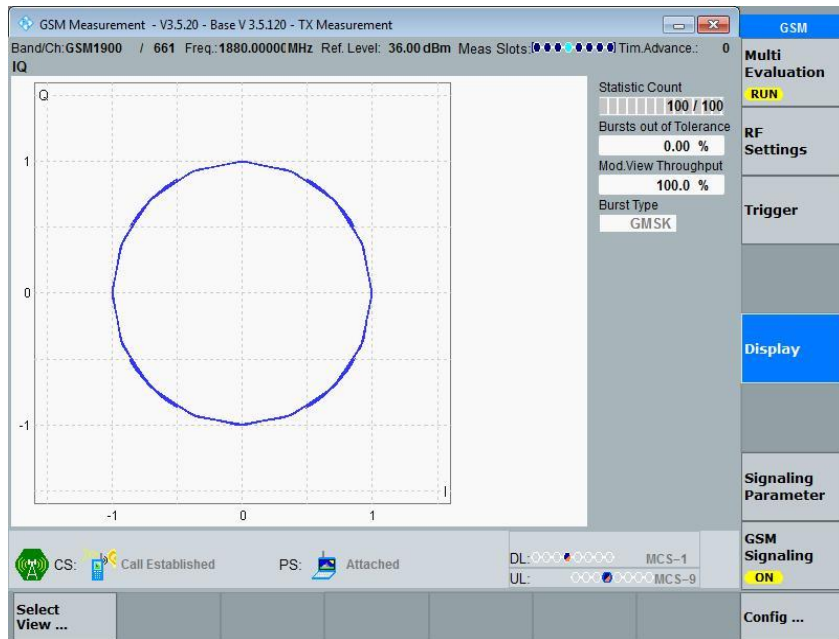 GSM Measurement - V3.5.20 - Base V 3.5.120 - TX Measurement
GSM
Band/Ch:GSM1900 / 661 Freq.:1880.0000MHz Ref. Level: 36.00 dBm Meas Slots: Tim.Advance.: 0
IQ
Q
1
0
-1
-1 0 1
I
Statistic Count
100 / 100
Bursts out of Tolerance
0.00 %
Mod.View Throughput
100.0 %
Burst Type
GMSK
Multi
Evaluation
RUN
RF
Settings
Trigger
Display
Signaling
Parameter
GSM
Signaling
ON
CS: Call Established PS: Attached
DL: MCS-1
UL: MCS-9
Select
View ...
Config ...